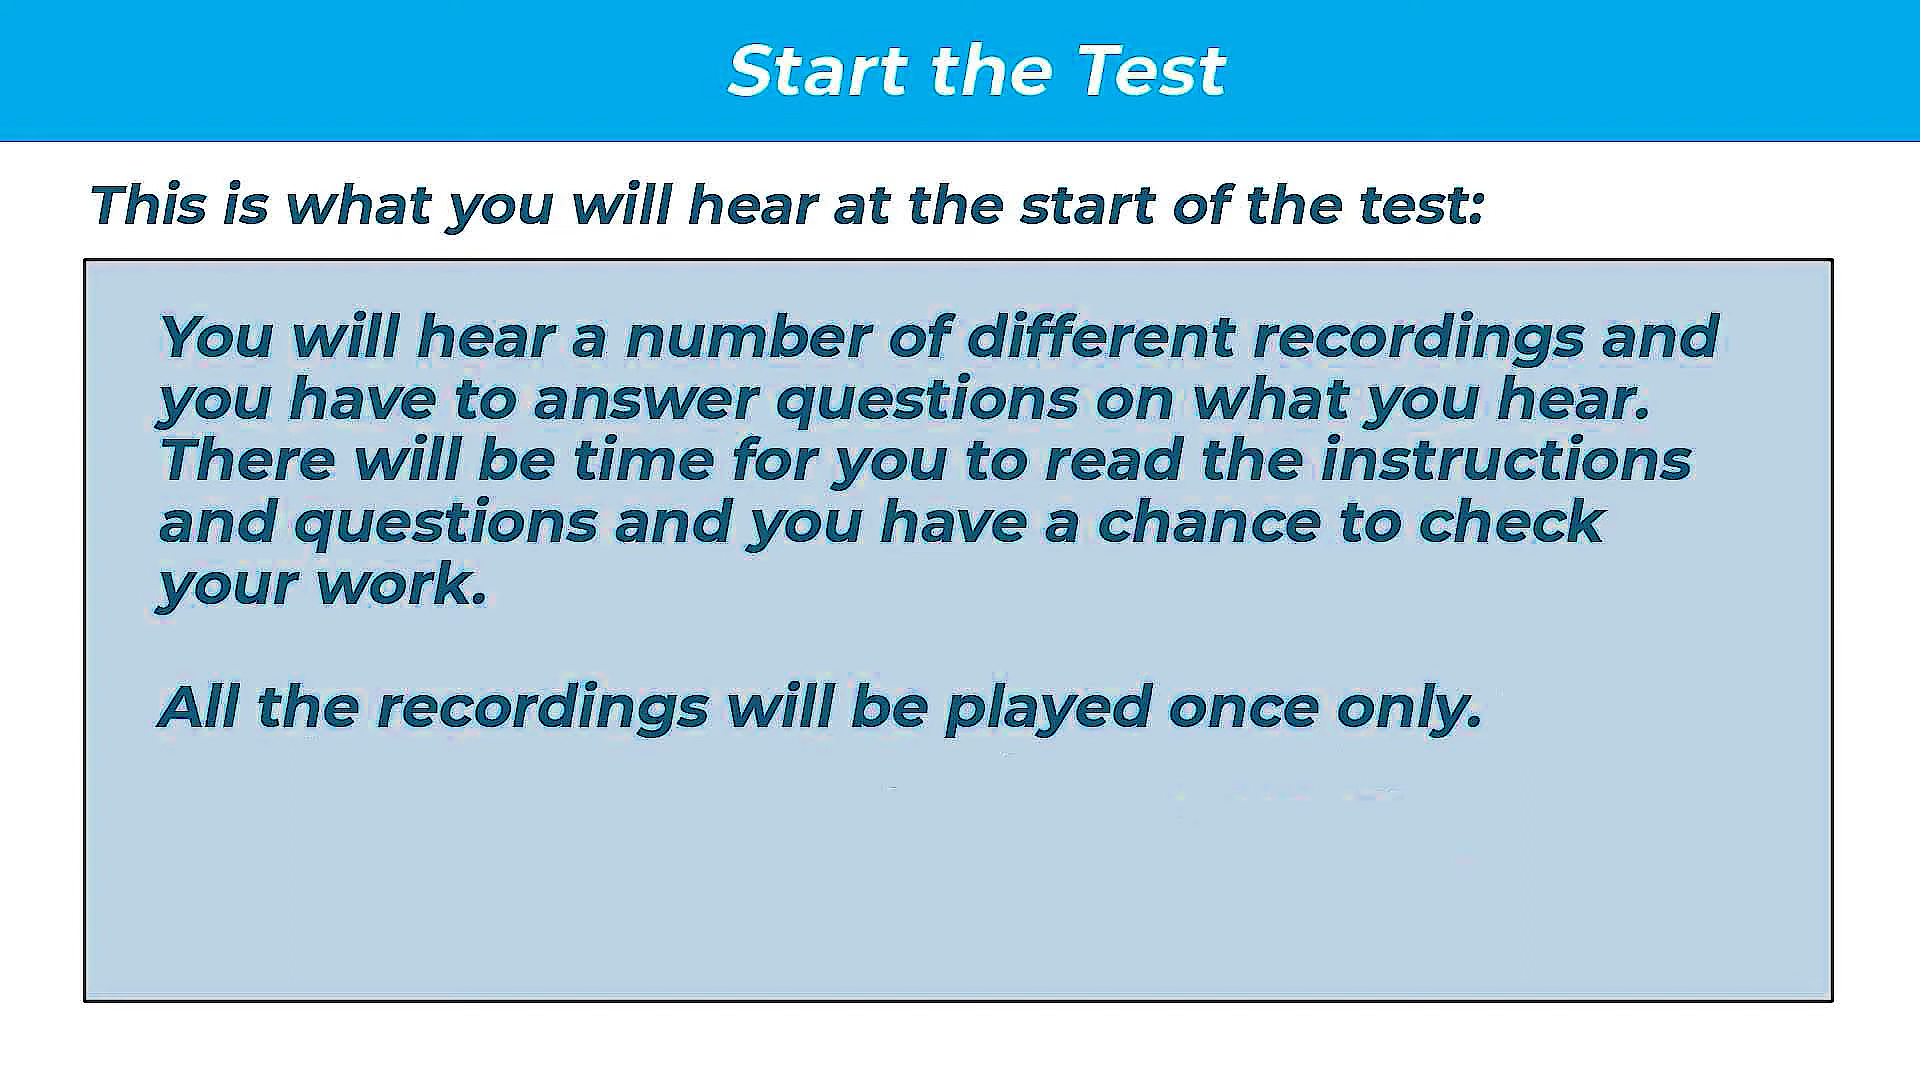 Start the Test
This is what you will hear at the start of the test:
You will hear a number of different recordings and
you have to answer questions on what you hear.
There will be time for you to read the instructions
and questions and you have a chance to check
your work.
All the recordings will be played once only.